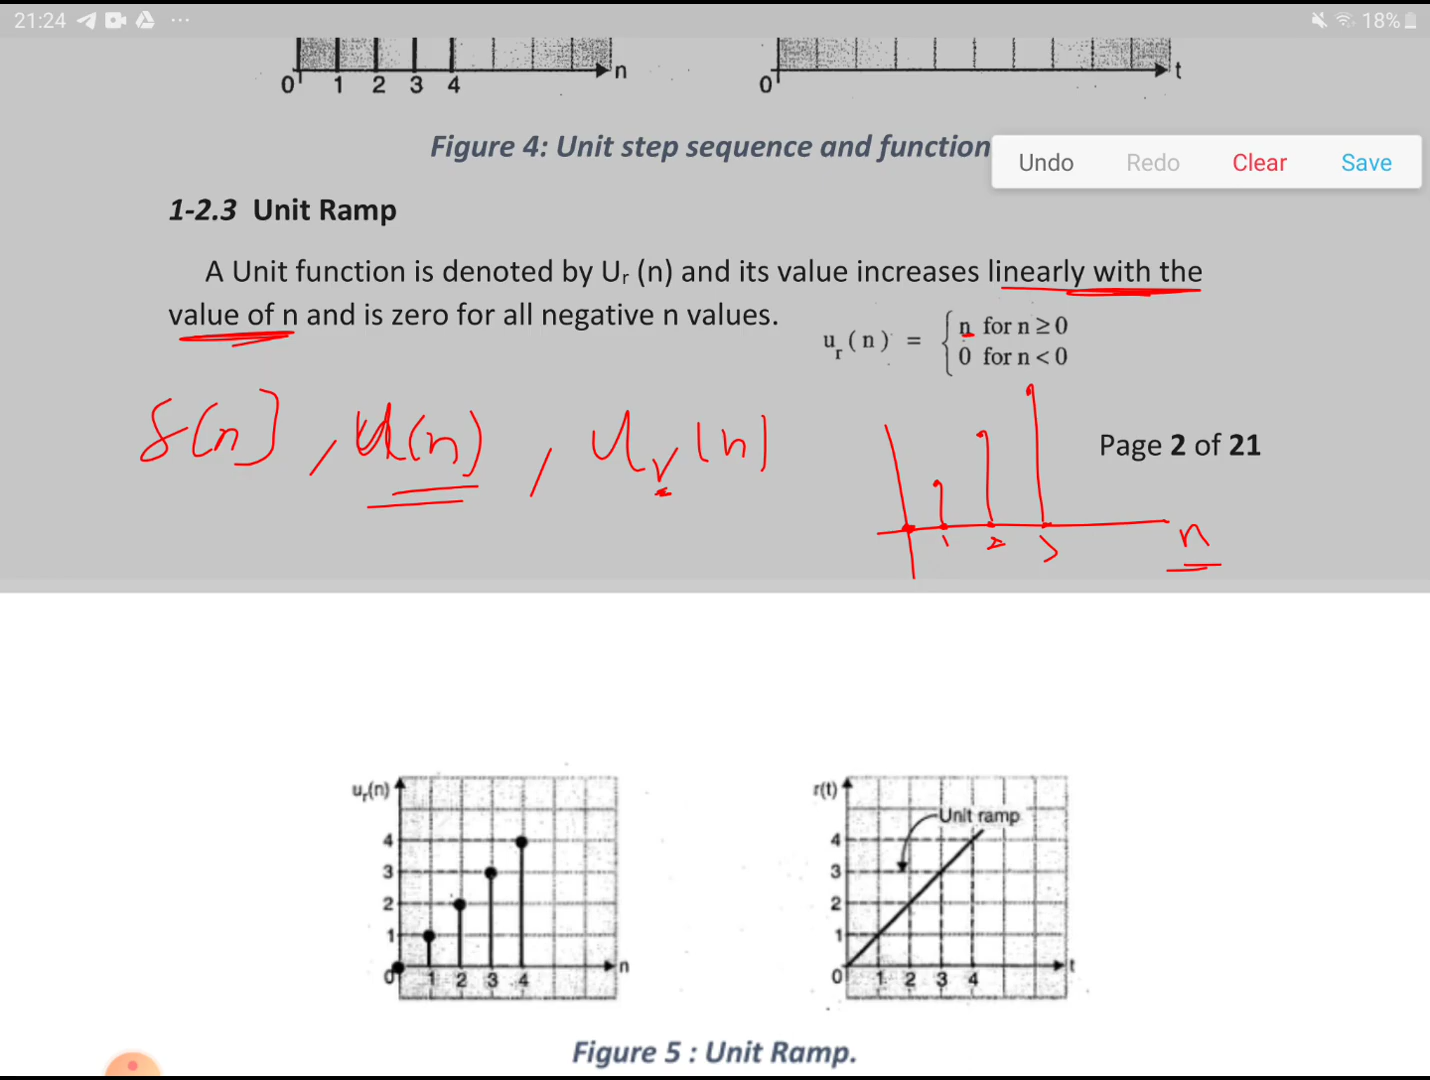 21:24 ... 18%
0 1 2 3 4 n 0 t
Figure 4: Unit step sequence and function
Undo Redo Clear Save
1-2.3 Unit Ramp
A Unit function is denoted by Uᵣ (n) and its value increases linearly with the
value of n and is zero for all negative n values.
uᵣ(n) = { n for n ≥ 0
0 for n < 0
δ(n), u(n), uᵣ(n)
Page 2 of 21
1 2 3 n
uᵣ(n)
4
3
2
1
0 1 2 3 4 n
r(t)
Unit ramp
4
3
2
1
0 1 2 3 4 t
Figure 5 : Unit Ramp.